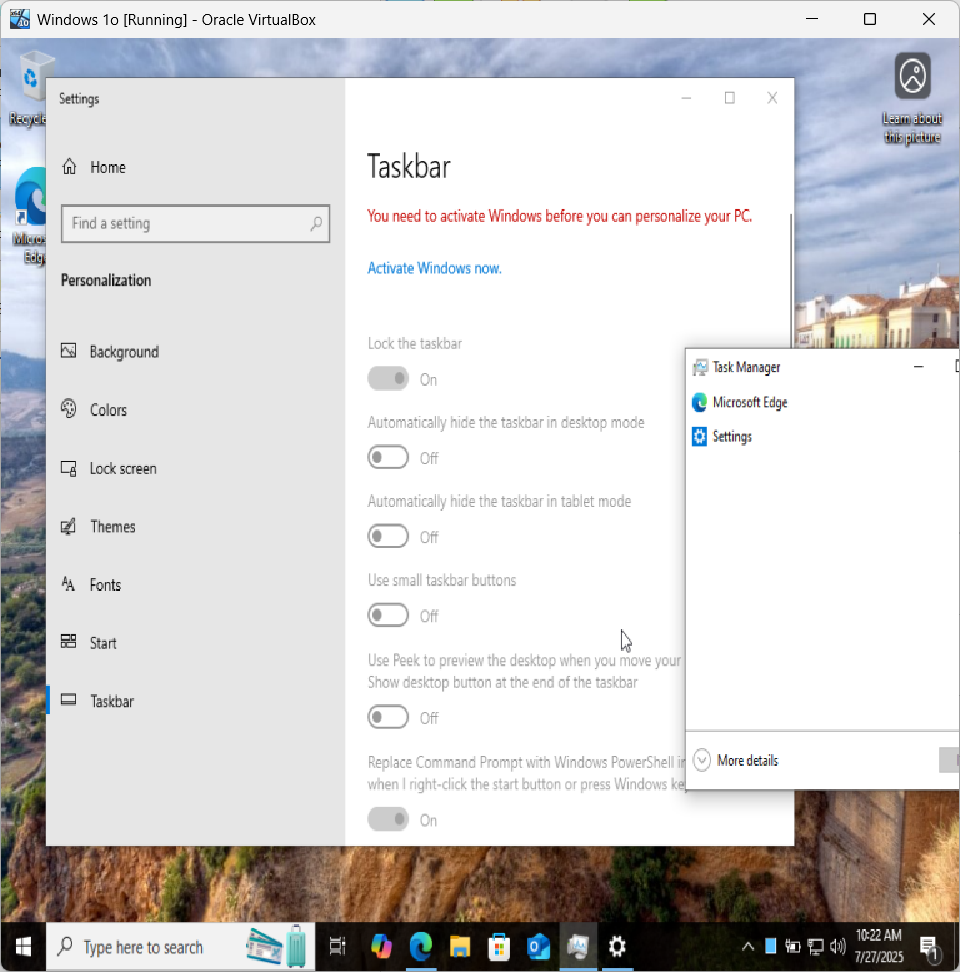 Windows 1o [Running] - Oracle VirtualBox
Learn about
this picture
Settings
Home
Find a setting
Personalization
Background
Colors
Lock screen
Themes
Fonts
Start
Taskbar
Taskbar
You need to activate Windows before you can personalize your PC.
Activate Windows now.
Lock the taskbar
On
Automatically hide the taskbar in desktop mode
Off
Automatically hide the taskbar in tablet mode
Off
Use small taskbar buttons
Off
Use Peek to preview the desktop when you move your
Show desktop button at the end of the taskbar
Off
Replace Command Prompt with Windows PowerShell
when I right-click the start button or press Windows
On
Task Manager
Microsoft Edge
Settings
More details
Type here to search
10:22 AM
7/27/2025
1